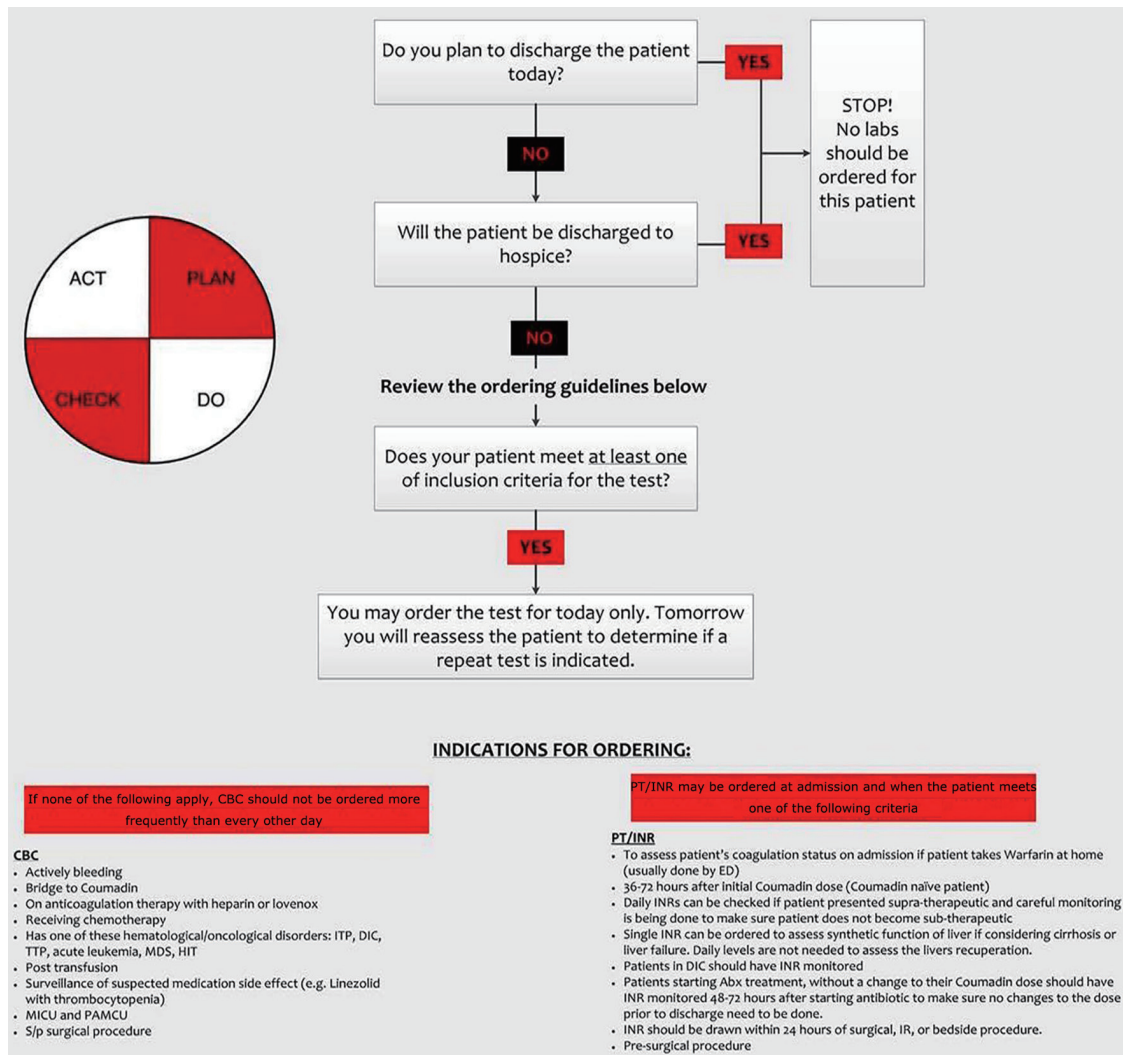 Do you plan to discharge the patient
today?
YES
STOP!
No labs
should be
ordered for
this patient
NO
Will the patient be discharged to
hospice?
YES
NO
ACT
PLAN
CHECK
DO
Review the ordering guidelines below
Does your patient meet at least one
of inclusion criteria for the test?
YES
You may order the test for today only. Tomorrow
you will reassess the patient to determine if a
repeat test is indicated.
INDICATIONS FOR ORDERING:
If none of the following apply, CBC should not be ordered more
frequently than every other day
CBC
• Actively bleeding
• Bridge to Coumadin
• On anticoagulation therapy with heparin or lovenox
• Receiving chemotherapy
• Has one of these hematological/oncological disorders: ITP, DIC,
TTP, acute leukemia, MDS, HIT
• Post transfusion
• Surveillance of suspected medication side effect (e.g. Linezolid
with thrombocytopenia)
• MICU and PAMCU
• S/p surgical procedure
PT/INR may be ordered at admission and when the patient meets
one of the following criteria
PT/INR
• To assess patient's coagulation status on admission if patient takes Warfarin at home
(usually done by ED)
• 36-72 hours after initial Coumadin dose (Coumadin naïve patient)
• Daily INRs can be checked if patient presented supra-therapeutic and careful monitoring
is being done to make sure patient does not become sub-therapeutic
• Single INR can be ordered to assess synthetic function of liver if considering cirrhosis or
liver failure. Daily levels are not needed to assess the livers recuperation.
• Patients in DIC should have INR monitored
• Patients starting Abx treatment, without a change to their Coumadin dose should have
INR monitored 48-72 hours after starting antibiotic to make sure no changes to the dose
prior to discharge need to be done.
• INR should be drawn within 24 hours of surgical, IR, or bedside procedure.
• Pre-surgical procedure